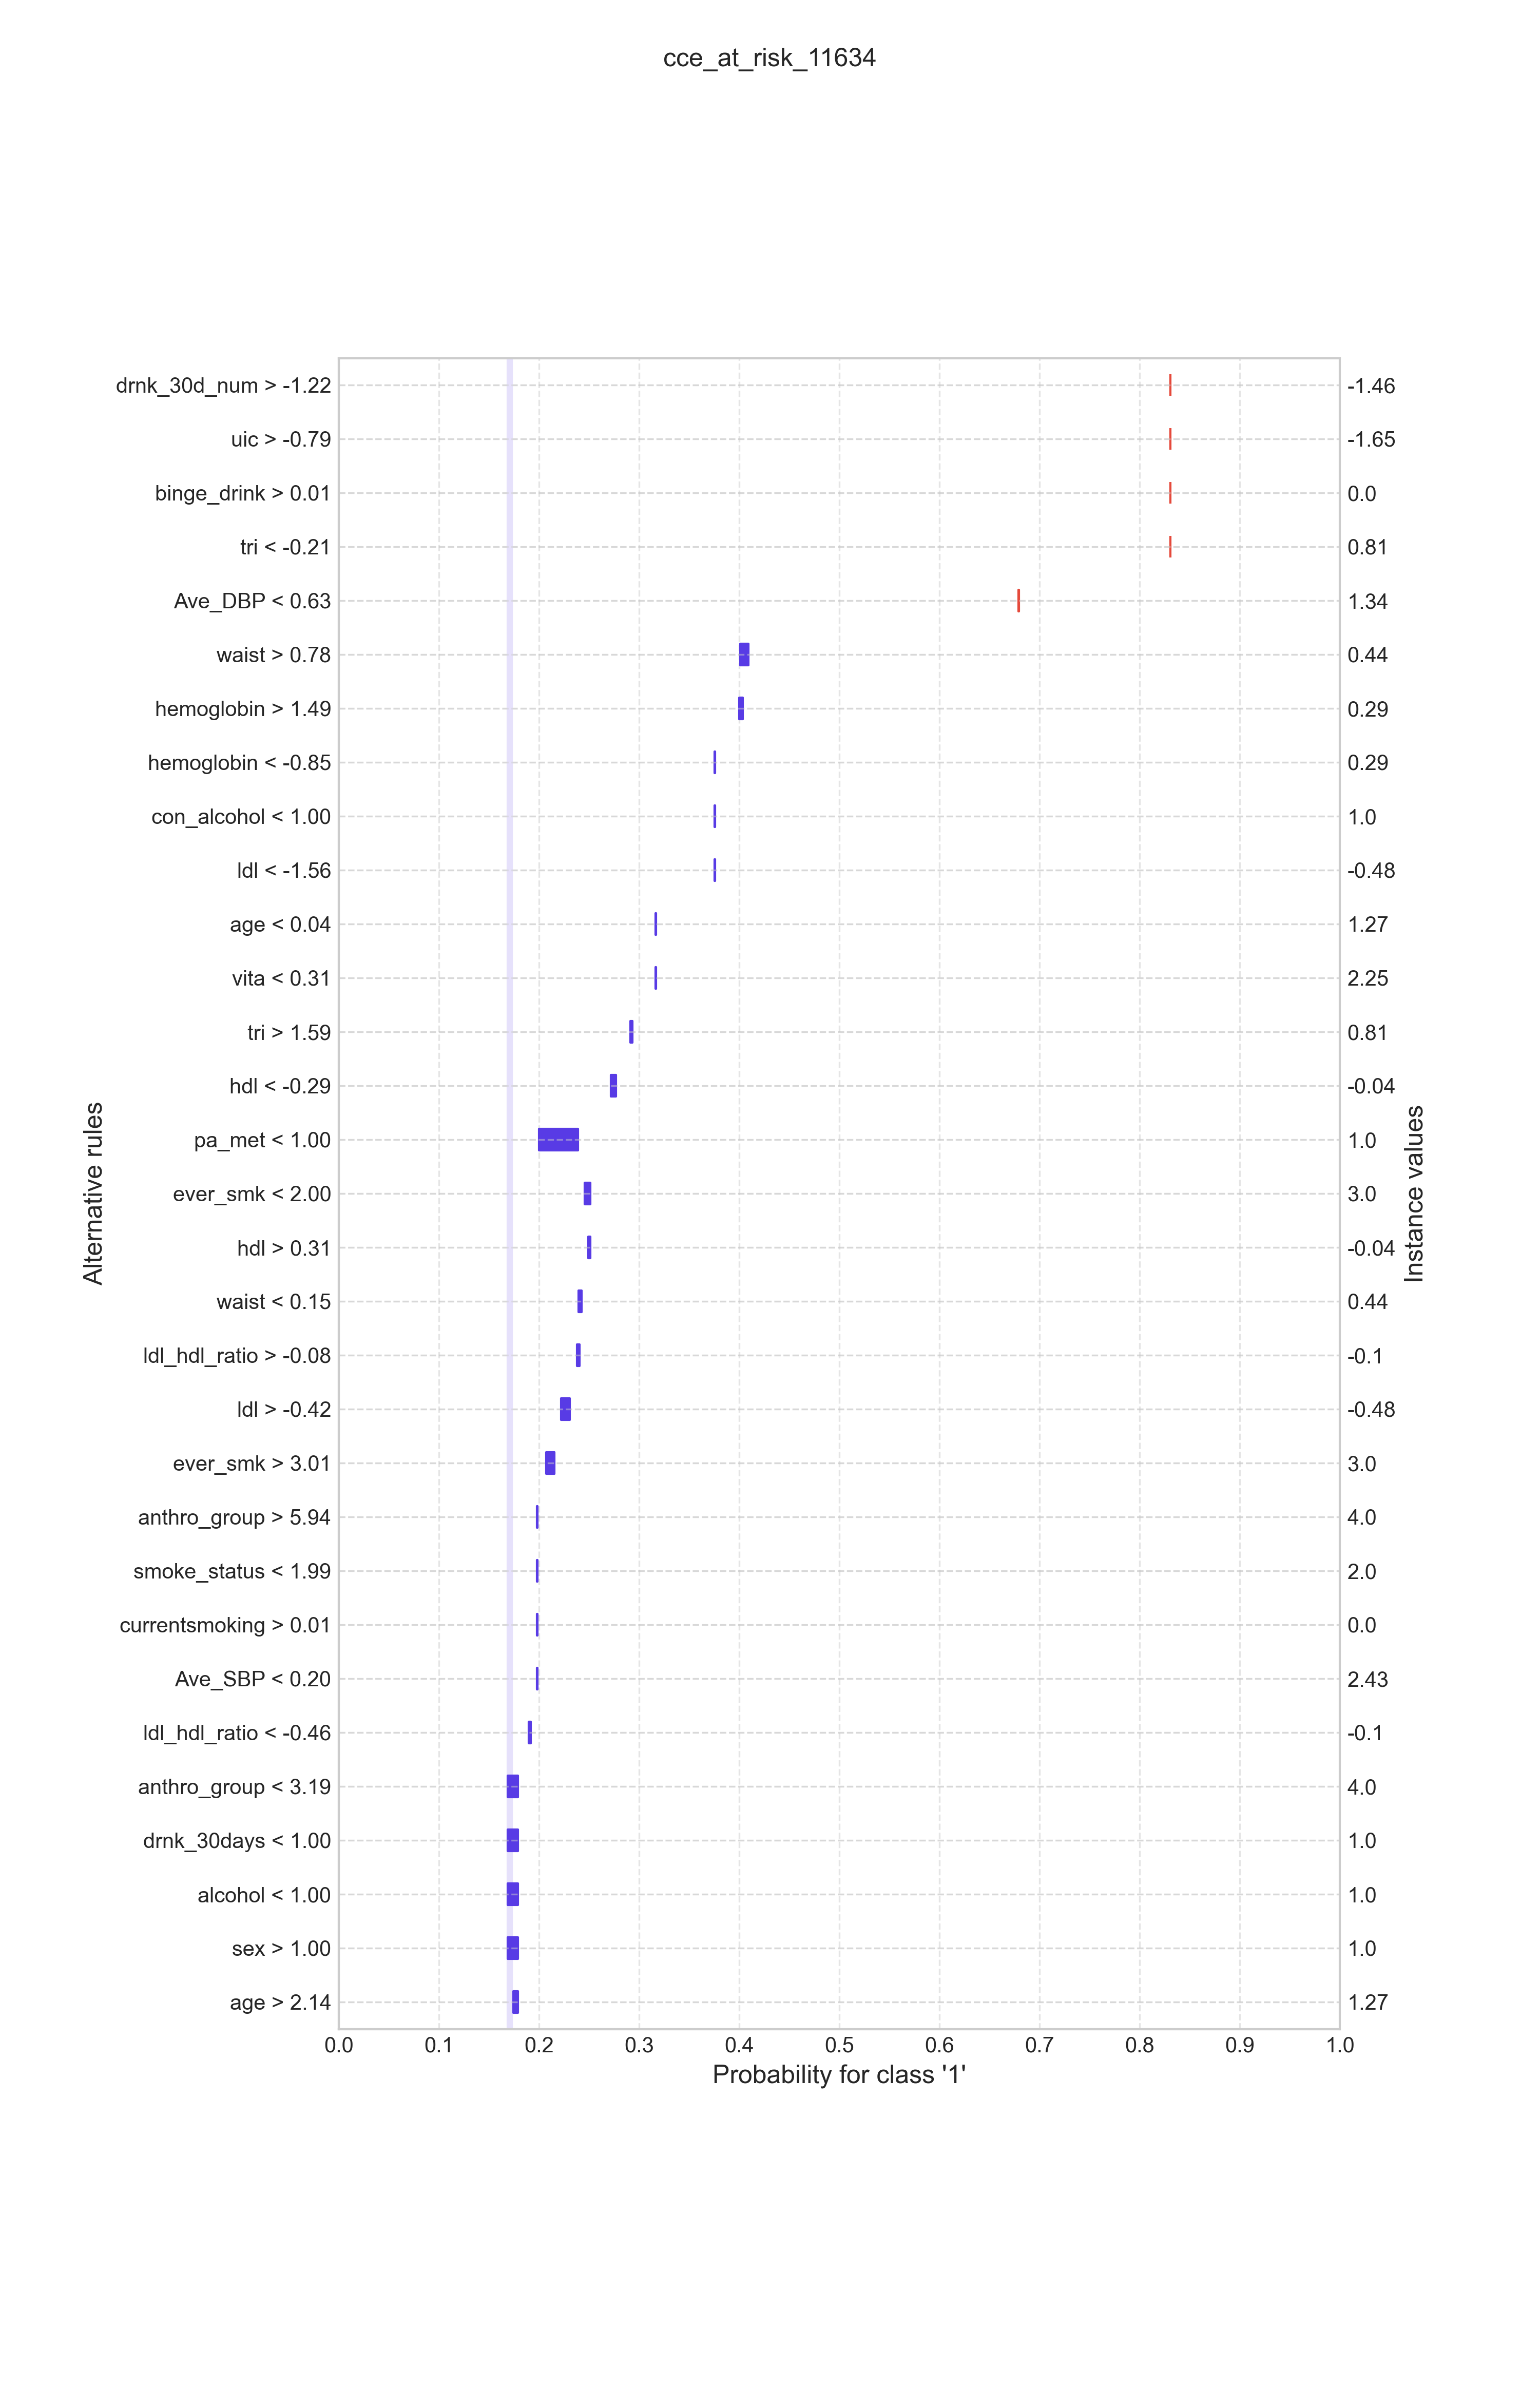 cce_at_risk_11634
drnk_30d_num > -1.22 -1.46
uic > -0.79 -1.65
binge_drink > 0.01 0.0
tri < -0.21 0.81
Ave_DBP < 0.63 1.34
waist > 0.78 0.44
hemoglobin > 1.49 0.29
hemoglobin < -0.85 0.29
con_alcohol < 1.00 1.0
ldl < -1.56 -0.48
age < 0.04 1.27
vita < 0.31 2.25
tri > 1.59 0.81
hdl < -0.29 -0.04
pa_met < 1.00 1.0
ever_smk < 2.00 3.0
hdl > 0.31 -0.04
waist < 0.15 0.44
ldl_hdl_ratio > -0.08 -0.1
ldl > -0.42 -0.48
ever_smk > 3.01 3.0
anthro_group > 5.94 4.0
smoke_status < 1.99 2.0
currentsmoking > 0.01 0.0
Ave_SBP < 0.20 2.43
ldl_hdl_ratio < -0.46 -0.1
anthro_group < 3.19 4.0
drnk_30days < 1.00 1.0
alcohol < 1.00 1.0
sex > 1.00 1.0
age > 2.14 1.27
Alternative rules
Instance values
0.0 0.1 0.2 0.3 0.4 0.5 0.6 0.7 0.8 0.9 1.0
Probability for class '1'